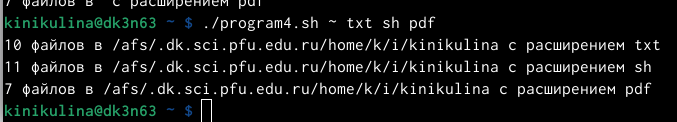 7 файлов в  с расширением pdf
kinikulina@dk3n63 ~ $ ./program4.sh ~ txt sh pdf
10 файлов в /afs/.dk.sci.pfu.edu.ru/home/k/i/kinikulina с расширением txt
11 файлов в /afs/.dk.sci.pfu.edu.ru/home/k/i/kinikulina с расширением sh
7 файлов в /afs/.dk.sci.pfu.edu.ru/home/k/i/kinikulina с расширением pdf
kinikulina@dk3n63 ~ $